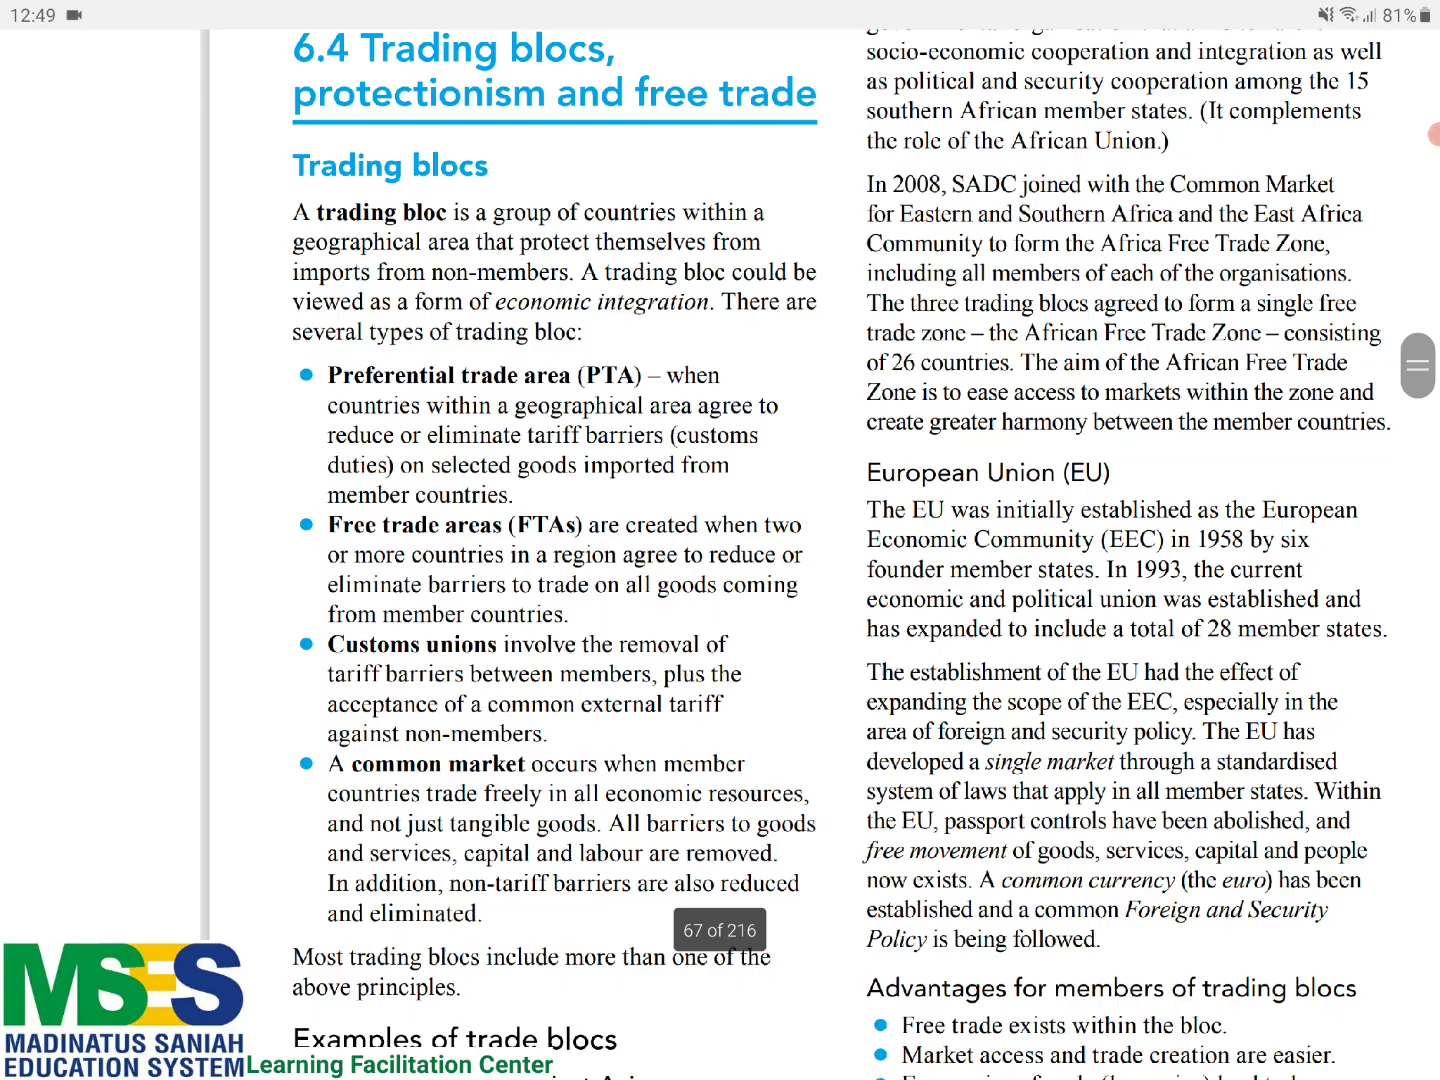 12:49
81%
6.4 Trading blocs,
protectionism and free trade
Trading blocs
A trading bloc is a group of countries within a
geographical area that protect themselves from
imports from non-members. A trading bloc could be
viewed as a form of economic integration. There are
several types of trading bloc:
Preferential trade area (PTA) – when
countries within a geographical area agree to
reduce or eliminate tariff barriers (customs
duties) on selected goods imported from
member countries.
Free trade areas (FTAs) are created when two
or more countries in a region agree to reduce or
eliminate barriers to trade on all goods coming
from member countries.
Customs unions involve the removal of
tariff barriers between members, plus the
acceptance of a common external tariff
against non-members.
A common market occurs when member
countries trade freely in all economic resources,
and not just tangible goods. All barriers to goods
and services, capital and labour are removed.
In addition, non-tariff barriers are also reduced
and eliminated.
Most trading blocs include more than one of the
above principles.
Examples of trade blocs
socio-economic cooperation and integration as well
as political and security cooperation among the 15
southern African member states. (It complements
the role of the African Union.)
In 2008, SADC joined with the Common Market
for Eastern and Southern Africa and the East Africa
Community to form the Africa Free Trade Zone,
including all members of each of the organisations.
The three trading blocs agreed to form a single free
trade zone – the African Free Trade Zone – consisting
of 26 countries. The aim of the African Free Trade
Zone is to ease access to markets within the zone and
create greater harmony between the member countries.
European Union (EU)
The EU was initially established as the European
Economic Community (EEC) in 1958 by six
founder member states. In 1993, the current
economic and political union was established and
has expanded to include a total of 28 member states.
The establishment of the EU had the effect of
expanding the scope of the EEC, especially in the
area of foreign and security policy. The EU has
developed a single market through a standardised
system of laws that apply in all member states. Within
the EU, passport controls have been abolished, and
free movement of goods, services, capital and people
now exists. A common currency (the euro) has been
established and a common Foreign and Security
Policy is being followed.
Advantages for members of trading blocs
Free trade exists within the bloc.
Market access and trade creation are easier.
67 of 216
MSES
MADINATUS SANIAH
EDUCATION SYSTEM
Learning Facilitation Center